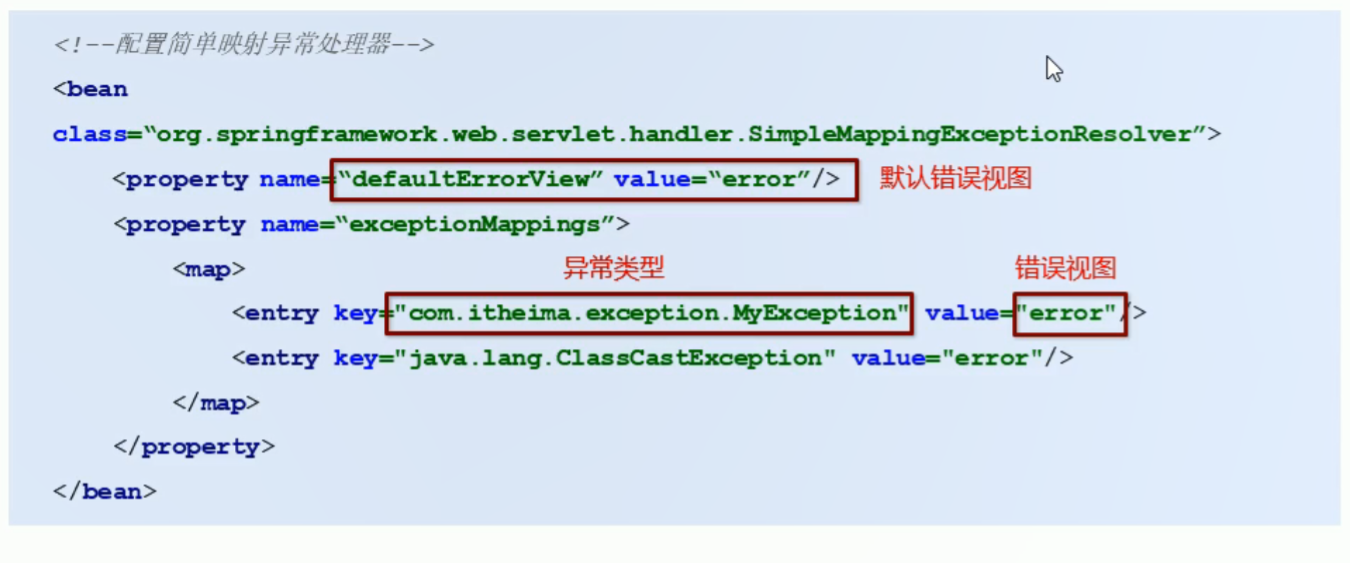 <!--配置简单映射异常处理器-->
<bean
class=“org.springframework.web.servlet.handler.SimpleMappingExceptionResolver”>
<property name=“defaultErrorView” value=“error”/> 默认错误视图
<property name=“exceptionMappings”>
<map> 异常类型 错误视图
<entry key="com.itheima.exception.MyException" value="error"/>
<entry key="java.lang.ClassCastException" value="error"/>
</map>
</property>
</bean>